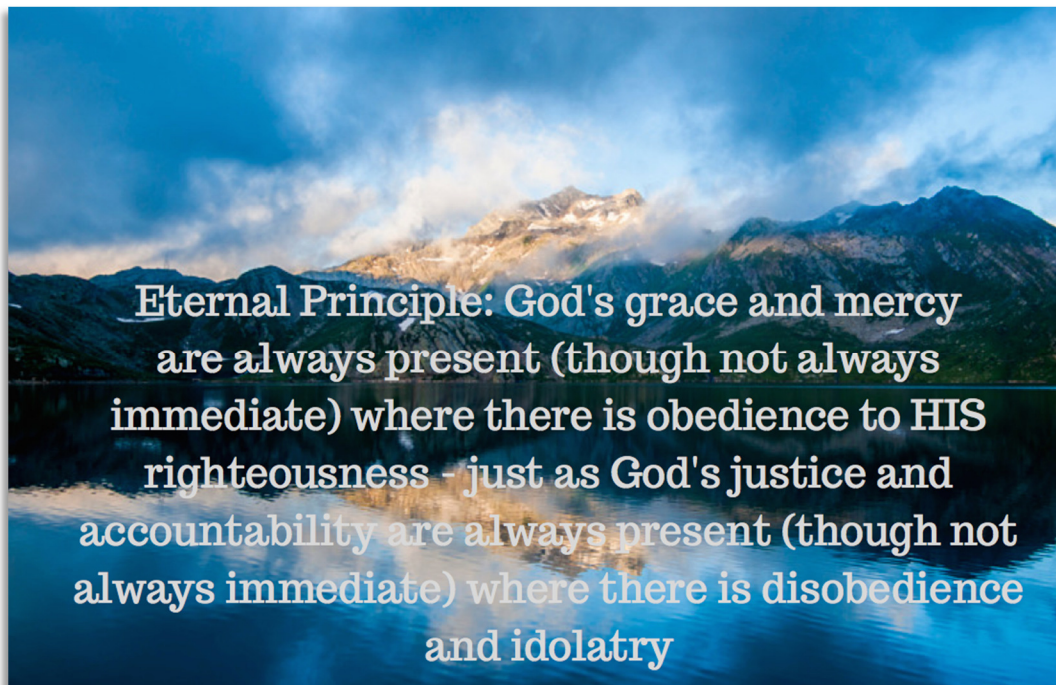 Eternal Principle: God's grace and mercy
are always present (though not always
immediate) where there is obedience to HIS
righteousness - just as God's justice and
accountability are always present (though not
always immediate) where there is disobedience
and idolatry